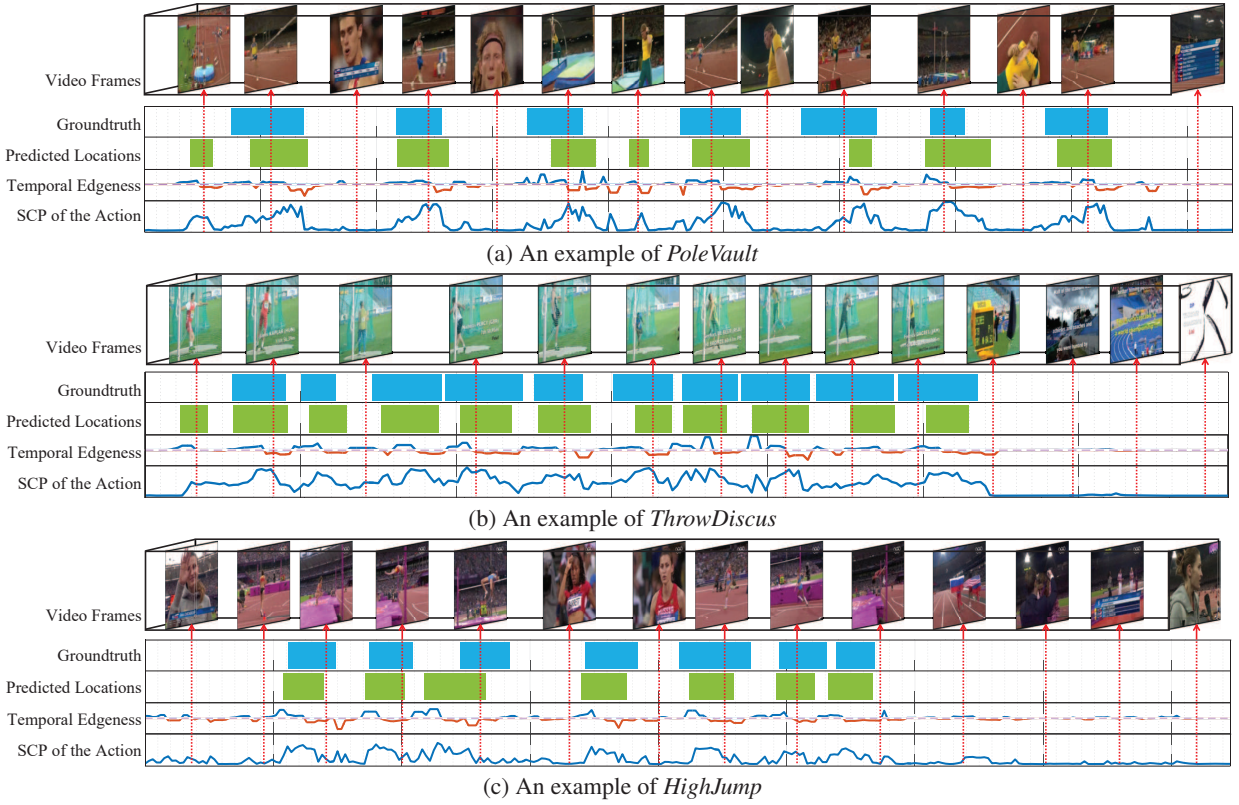 Video Frames
Groundtruth
Predicted Locations
Temporal Edgeness
SCP of the Action
(a) An example of PoleVault
Video Frames
Groundtruth
Predicted Locations
Temporal Edgeness
SCP of the Action
(b) An example of ThrowDiscus
Video Frames
Groundtruth
Predicted Locations
Temporal Edgeness
SCP of the Action
(c) An example of HighJump